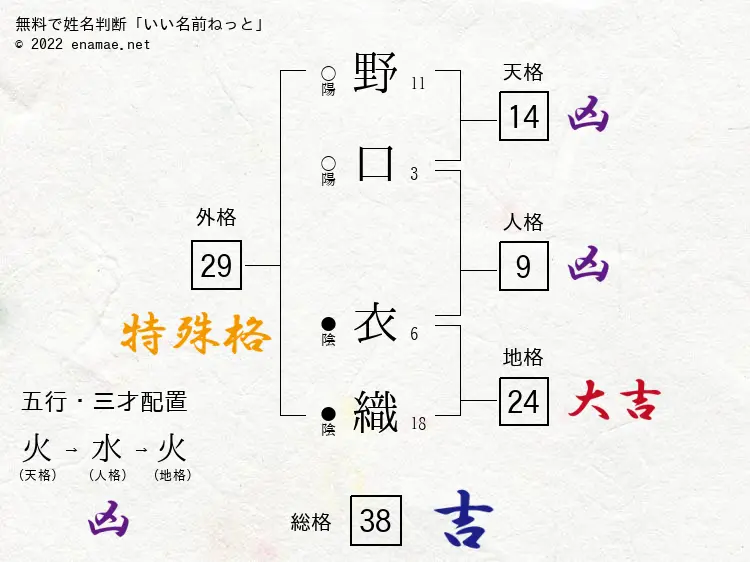 無料で姓名判断「いい名前ねっと」
© 2022 enamae.net
○陽 野 11
○陽 口 3
●陰 衣 6
●陰 織 18
天格
14 凶
人格
9 凶
地格
24 大吉
外格
29
特殊格
五行・三才配置
火 → 水 → 火
(天格) (人格) (地格)
凶
総格 38 吉